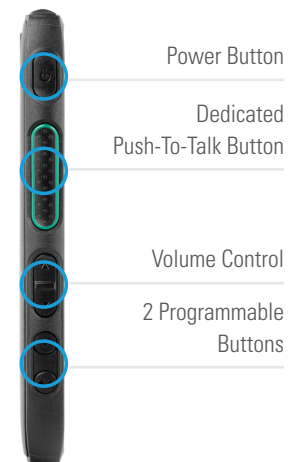 Power Button
Dedicated
Push-To-Talk Button
Volume Control
2 Programmable
Buttons